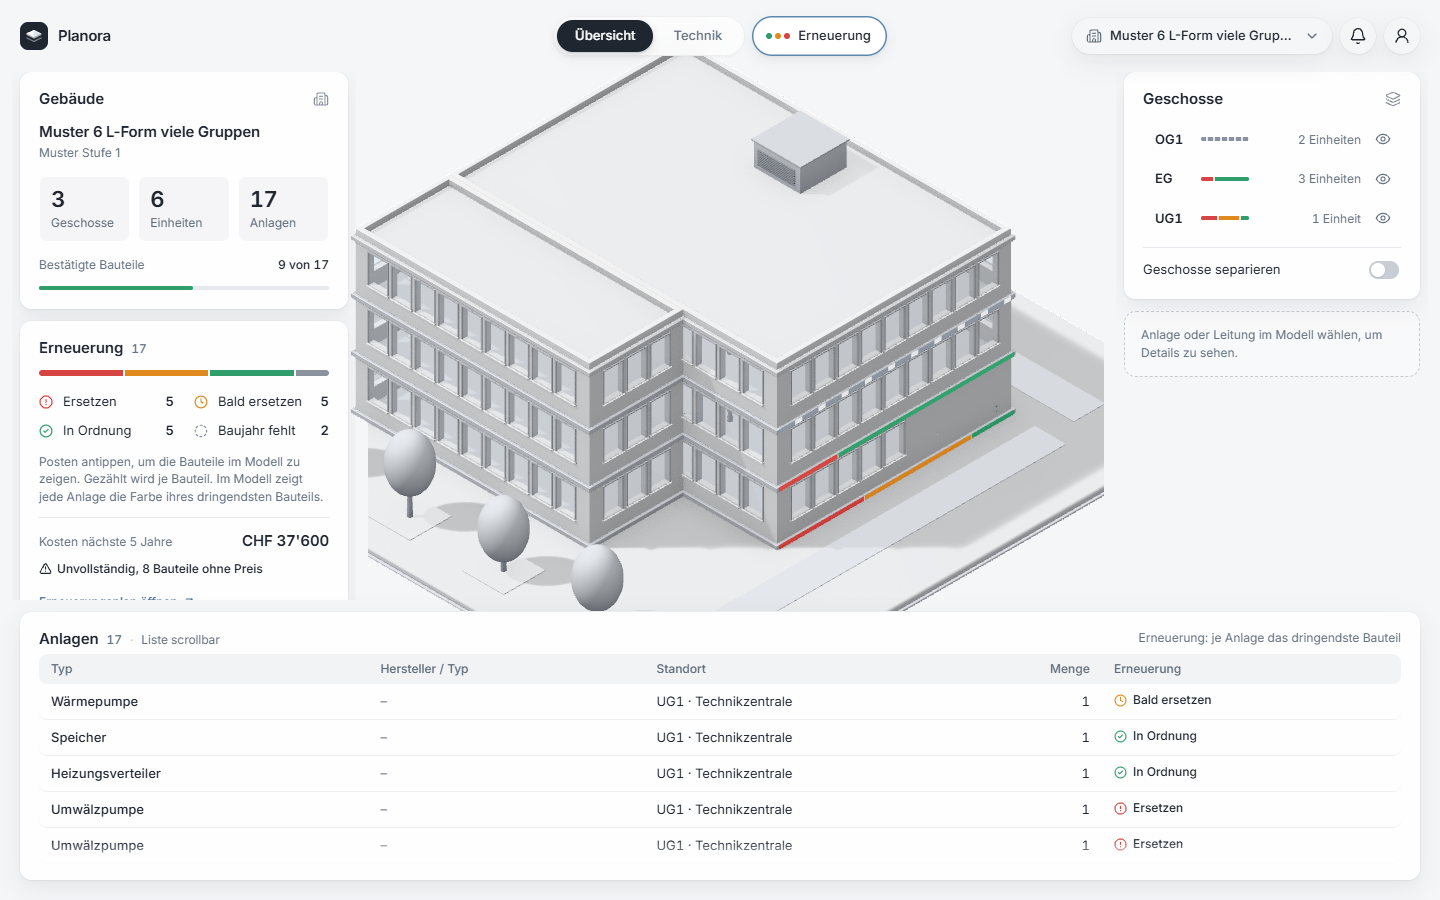 Planora
Übersicht
Technik
Erneuerung
Muster 6 L-Form viele Grup...
Gebäude
Muster 6 L-Form viele Gruppen
Muster Stufe 1
3 Geschosse
6 Einheiten
17 Anlagen
Bestätigte Bauteile 9 von 17
Erneuerung 17
Ersetzen 5
Bald ersetzen 5
In Ordnung 5
Baujahr fehlt 2
Posten antippen, um die Bauteile im Modell zu
zeigen. Gezählt wird je Bauteil. Im Modell zeigt
jede Anlage die Farbe ihres dringendsten Bauteils.
Kosten nächste 5 Jahre CHF 37'600
Unvollständig, 8 Bauteile ohne Preis
Geschosse
OG1 2 Einheiten
EG 3 Einheiten
UG1 1 Einheit
Geschosse separieren
Anlage oder Leitung im Modell wählen, um
Details zu sehen.
Anlagen 17 · Liste scrollbar
Erneuerung: je Anlage das dringendste Bauteil
Typ Hersteller / Typ Standort Menge Erneuerung
Wärmepumpe – UG1 · Technikzentrale 1 Bald ersetzen
Speicher – UG1 · Technikzentrale 1 In Ordnung
Heizungsverteiler – UG1 · Technikzentrale 1 In Ordnung
Umwälzpumpe – UG1 · Technikzentrale 1 Ersetzen
Umwälzpumpe – UG1 · Technikzentrale 1 Ersetzen